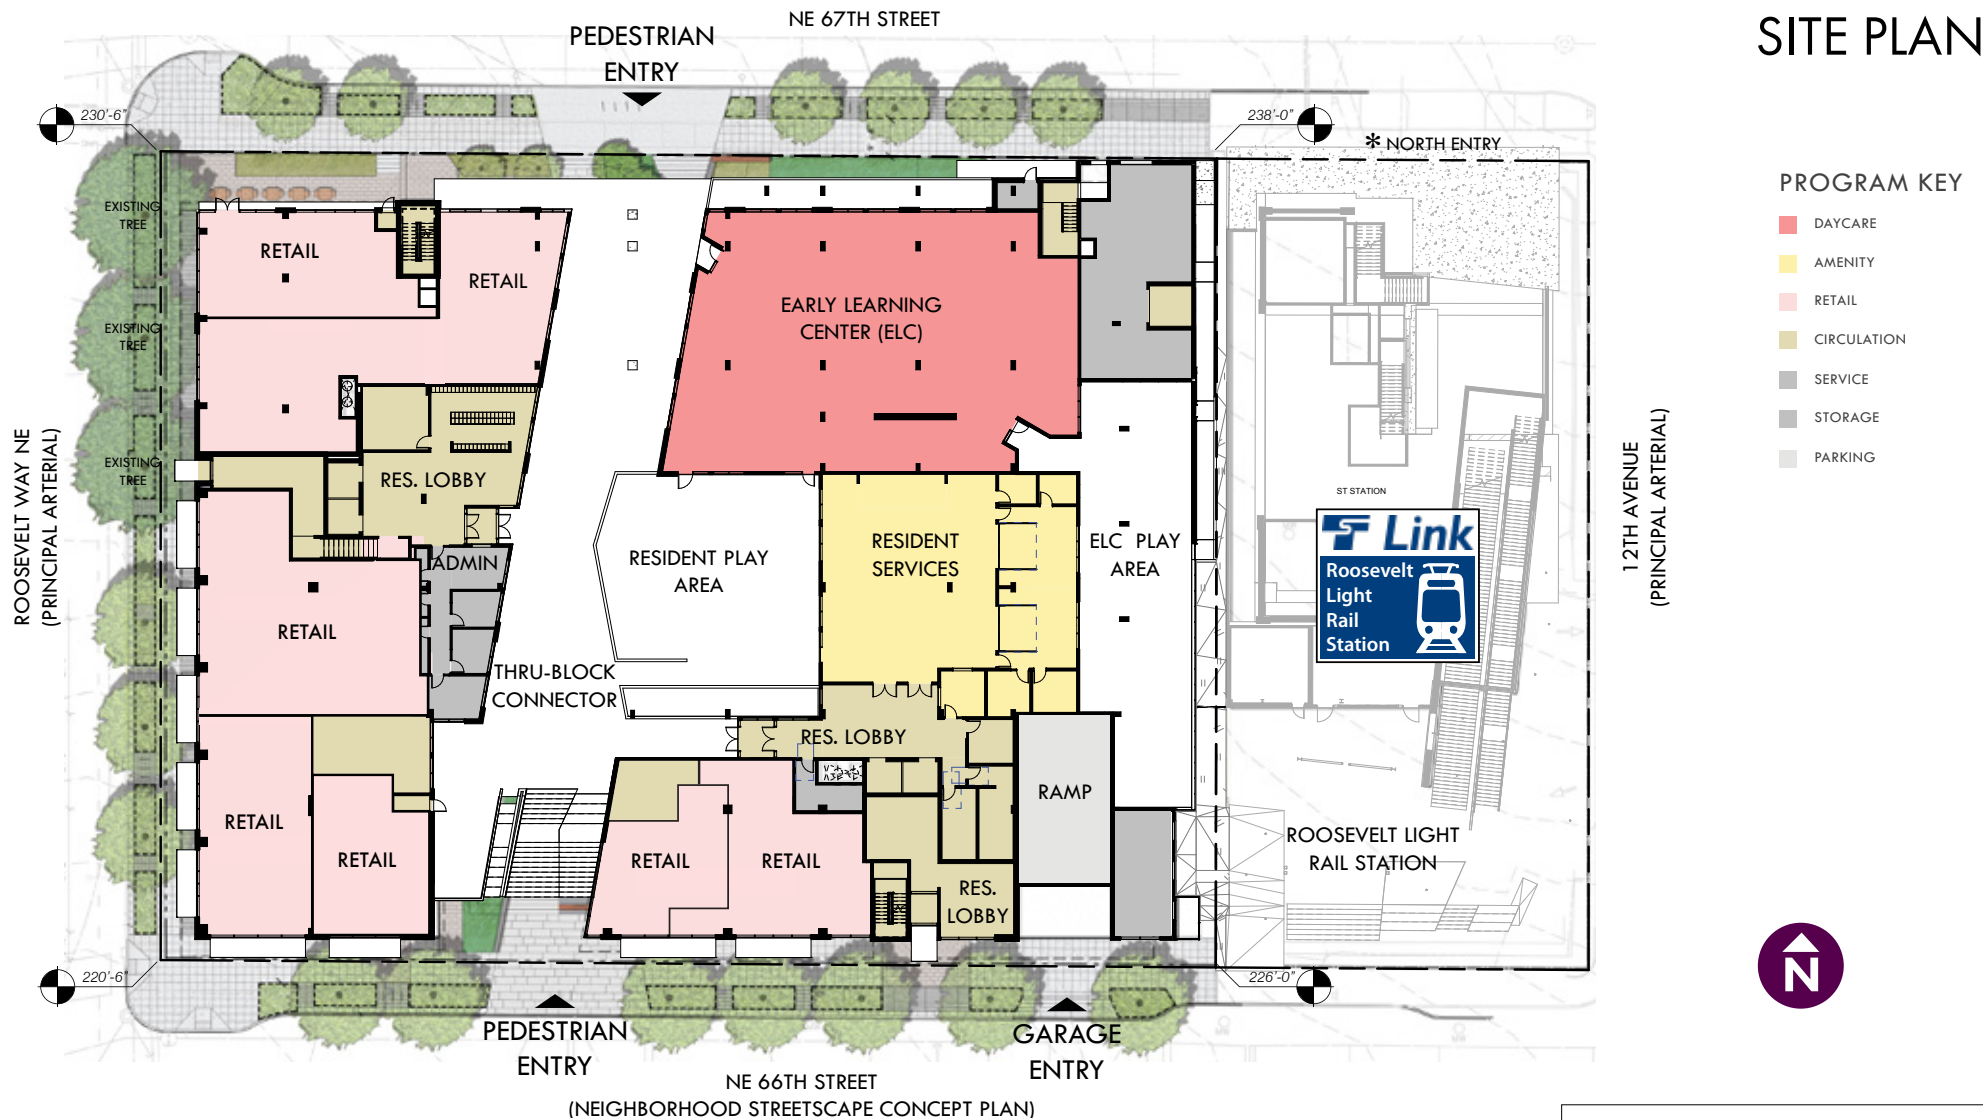 SITE PLAN
NE 67TH STREET
PEDESTRIAN
ENTRY
230'-6"
238'-0"
* NORTH ENTRY
PROGRAM KEY
DAYCARE
AMENITY
RETAIL
CIRCULATION
SERVICE
STORAGE
PARKING
EXISTING
TREE
EXISTING
TREE
EXISTING
TREE
RETAIL
RETAIL
EARLY LEARNING
CENTER (ELC)
ROOSEVELT WAY NE
(PRINCIPAL ARTERIAL)
12TH AVENUE
(PRINCIPAL ARTERIAL)
RES. LOBBY
ST STATION
Link
Roosevelt
Light
Rail
Station
ADMIN
RESIDENT PLAY
AREA
RESIDENT
SERVICES
ELC PLAY
AREA
RETAIL
THRU-BLOCK
CONNECTOR
RES. LOBBY
RAMP
RETAIL
RETAIL
RETAIL
RETAIL
RES.
LOBBY
ROOSEVELT LIGHT
RAIL STATION
N
220'-6"
226'-0"
PEDESTRIAN
ENTRY
GARAGE
ENTRY
NE 66TH STREET
(NEIGHBORHOOD STREETSCAPE CONCEPT PLAN)